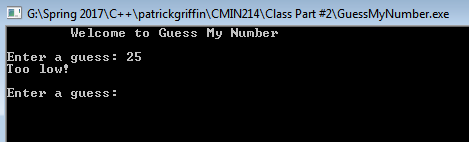 G:\Spring 2017\C++\patrickgriffin\CMIN214\Class Part #2\GuessMyNumber.exe
Welcome to Guess My Number
Enter a guess: 25
Too low!
Enter a guess: